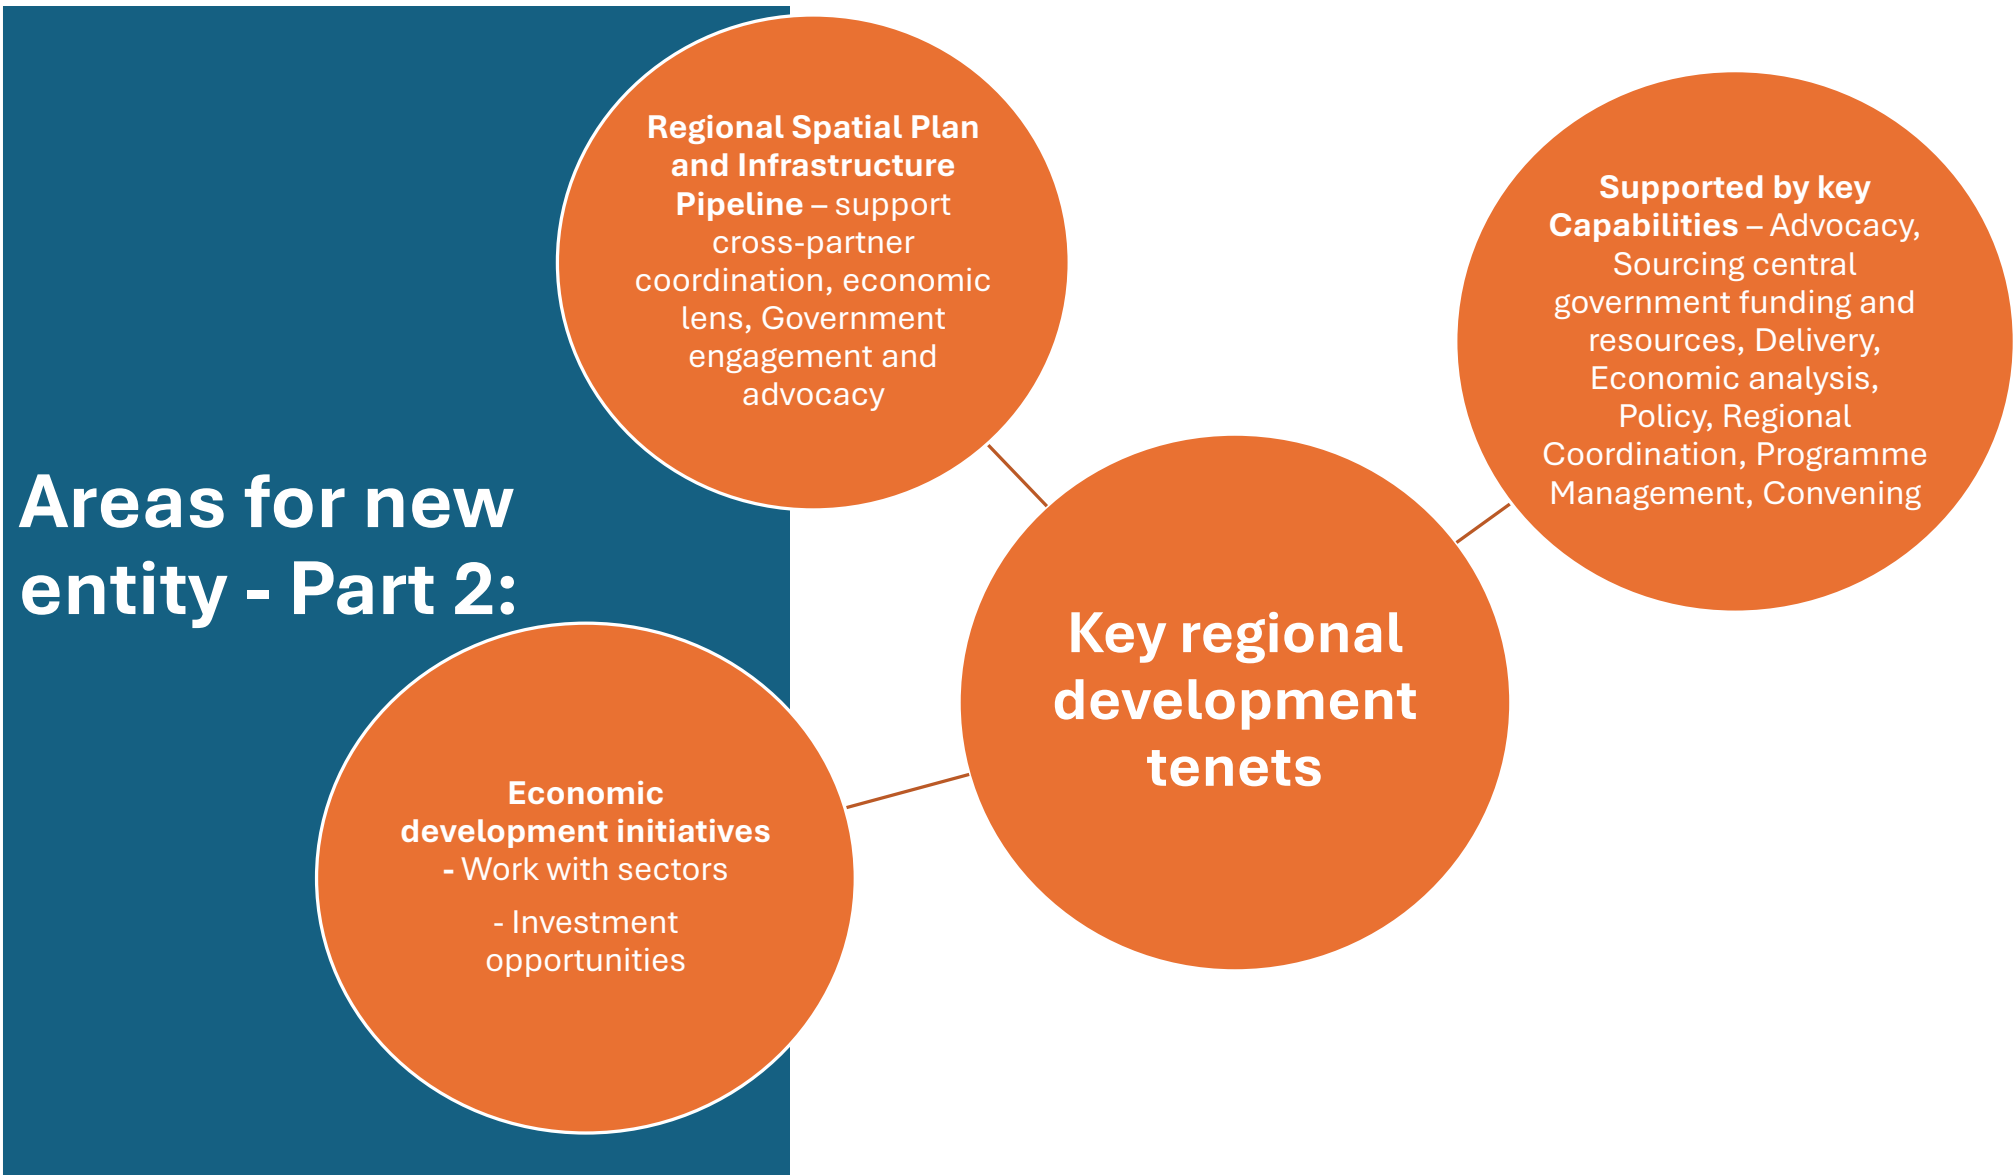 Areas for new
entity - Part 2:
Regional Spatial Plan
and Infrastructure
Pipeline – support
cross-partner
coordination, economic
lens, Government
engagement and
advocacy
Supported by key
Capabilities – Advocacy,
Sourcing central
government funding and
resources, Delivery,
Economic analysis,
Policy, Regional
Coordination, Programme
Management, Convening
Key regional
development
tenets
Economic
development initiatives
- Work with sectors
- Investment
opportunities